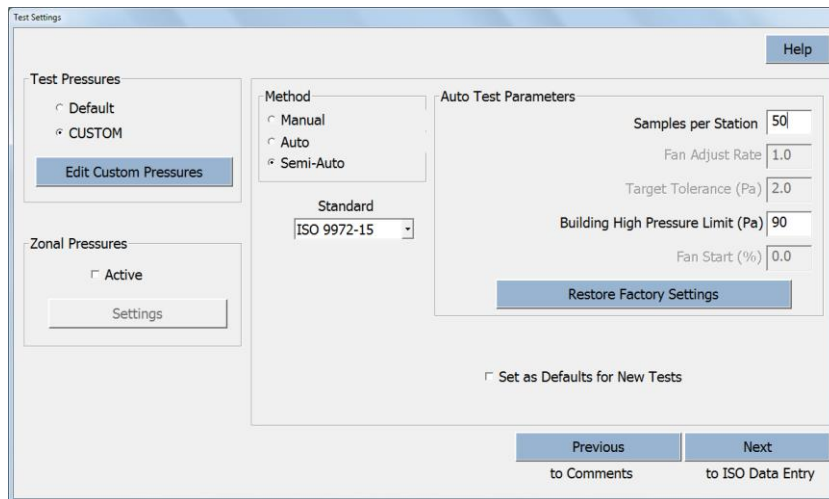 Test Settings
Help
Test Pressures
Default
CUSTOM
Edit Custom Pressures
Zonal Pressures
Active
Settings
Method
Manual
Auto
Semi-Auto
Standard
ISO 9972-15
Auto Test Parameters
Samples per Station 50
Fan Adjust Rate 1.0
Target Tolerance (Pa) 2.0
Building High Pressure Limit (Pa) 90
Fan Start (%) 0.0
Restore Factory Settings
Set as Defaults for New Tests
Previous
to Comments
Next
to ISO Data Entry